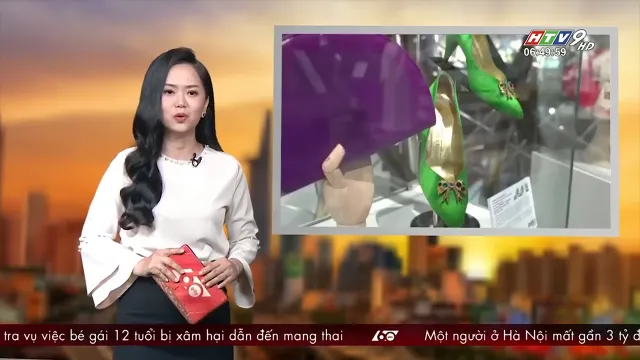 HTV9 HD
06:49:59
tra vụ việc bé gái 12 tuổi bị xâm hại dẫn đến mang thai 60 Một người ở Hà Nội mất gần 3 tỷ đ